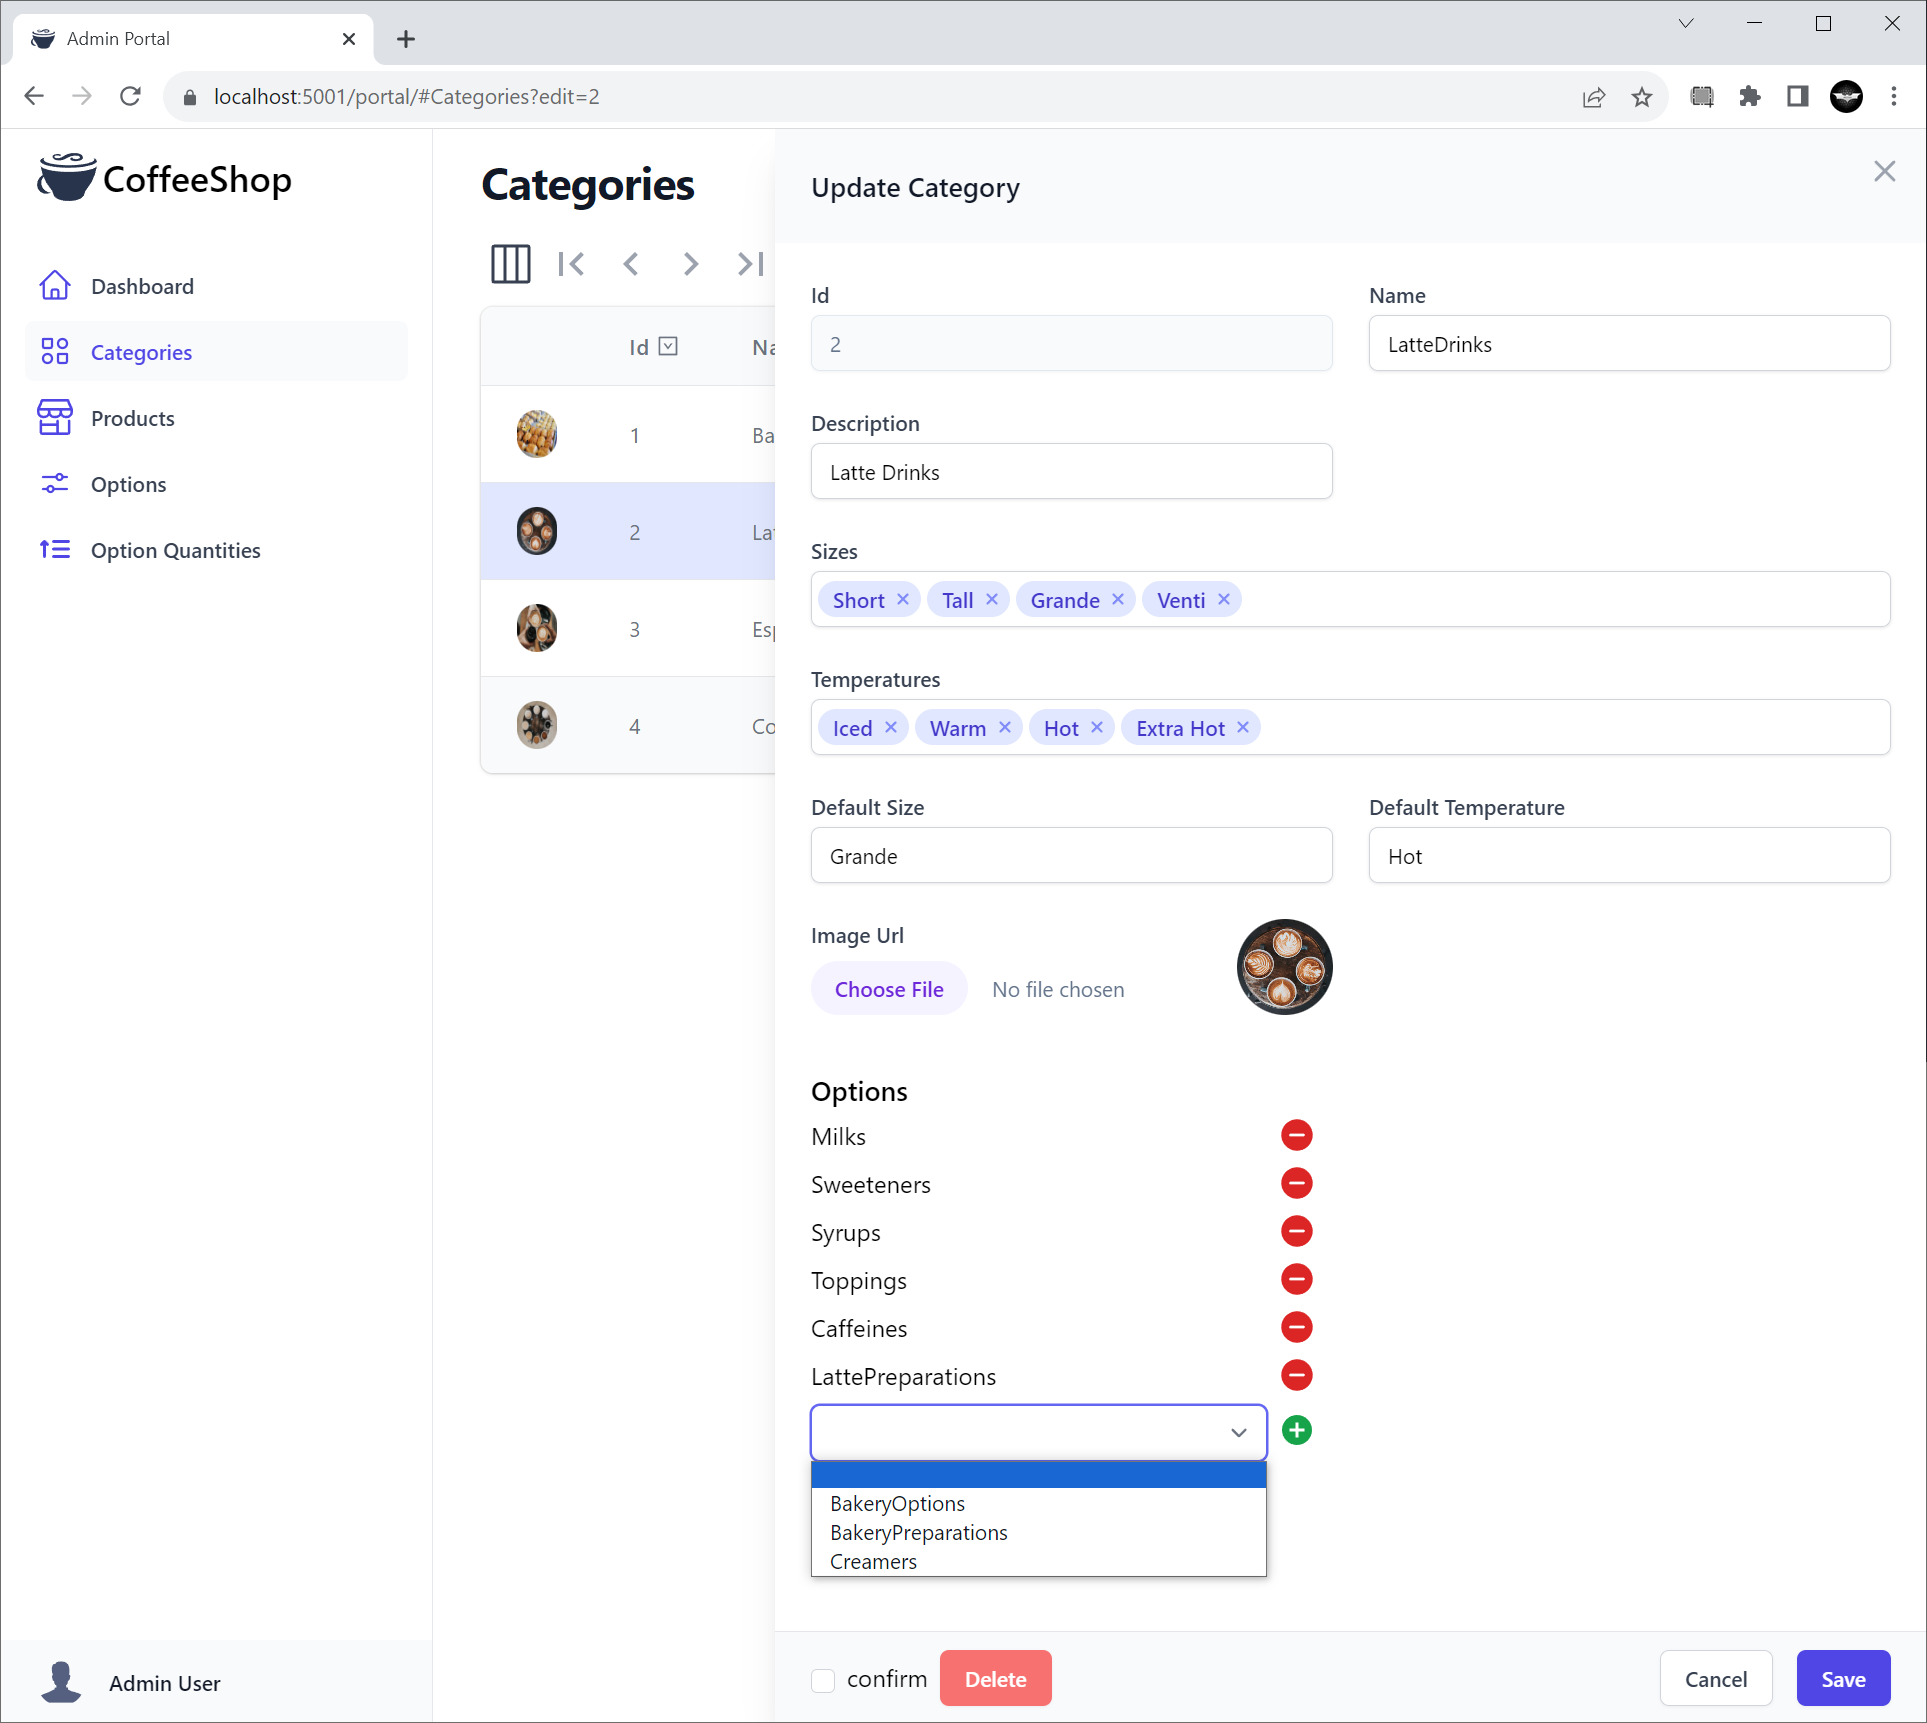 Admin Portal
localhost:5001/portal/#Categories?edit=2
CoffeeShop
Dashboard
Categories
Products
Options
Option Quantities
Admin User
Categories
Id Na
1 Ba
2 La
3 Esp
4 Co
Update Category
Id
2
Name
LatteDrinks
Description
Latte Drinks
Sizes
Short Tall Grande Venti
Temperatures
Iced Warm Hot Extra Hot
Default Size
Grande
Default Temperature
Hot
Image Url
Choose File No file chosen
Options
Milks
Sweeteners
Syrups
Toppings
Caffeines
LattePreparations
BakeryOptions
BakeryPreparations
Creamers
confirm Delete
Cancel Save